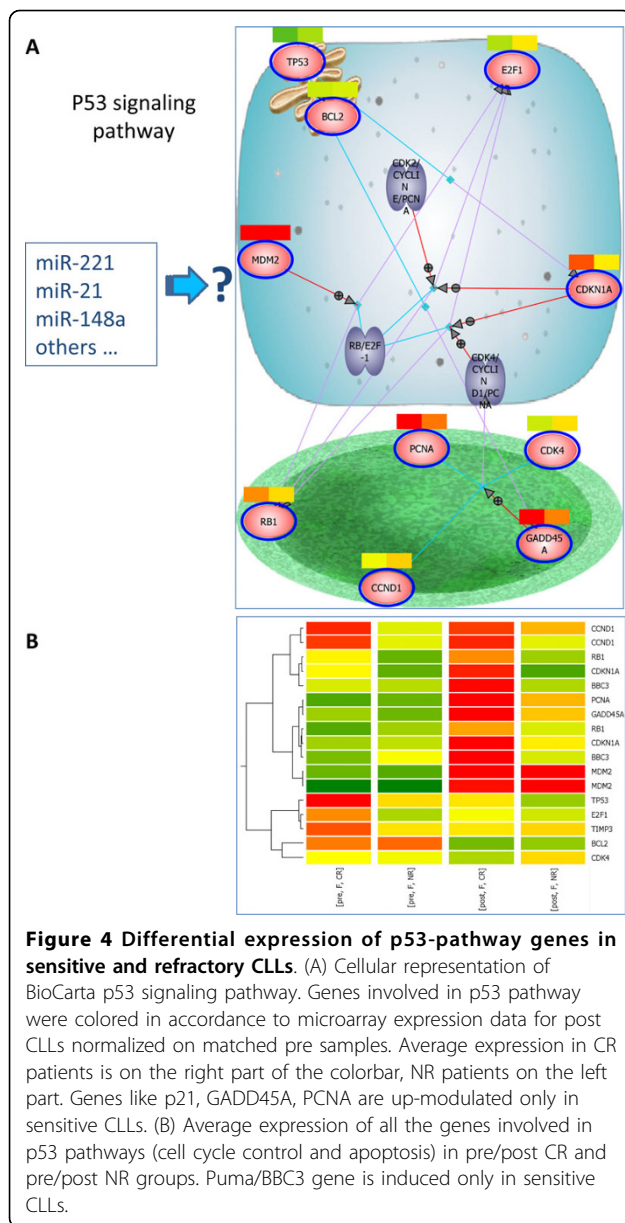 A
P53 signaling
pathway
miR-221
miR-21
miR-148a
others ...
?
TP53
BCL2
E2F1
CDK2/
CYCLI
N
E/PCN
A
MDM2
CDKN1A
RB/E2F
-1
CDK4/
CYCLI
N
D1/PC
NA
PCNA
CDK4
RB1
GADD45
A
CCND1
B
CCND1
CCND1
RB1
CDKN1A
BBC3
PCNA
GADD45A
RB1
CDKN1A
BBC3
MDM2
MDM2
TP53
E2F1
TIMP3
BCL2
CDK4
[pre, F, CR]
[pre, F, NR]
[post, F, CR]
[post, F, NR]
Figure 4 Differential expression of p53-pathway genes in
sensitive and refractory CLLs. (A) Cellular representation of
BioCarta p53 signaling pathway. Genes involved in p53 pathway
were colored in accordance to microarray expression data for post
CLLs normalized on matched pre samples. Average expression in CR
patients is on the right part of the colorbar, NR patients on the left
part. Genes like p21, GADD45A, PCNA are up-modulated only in
sensitive CLLs. (B) Average expression of all the genes involved in
p53 pathways (cell cycle control and apoptosis) in pre/post CR and
pre/post NR groups. Puma/BBC3 gene is induced only in sensitive
CLLs.